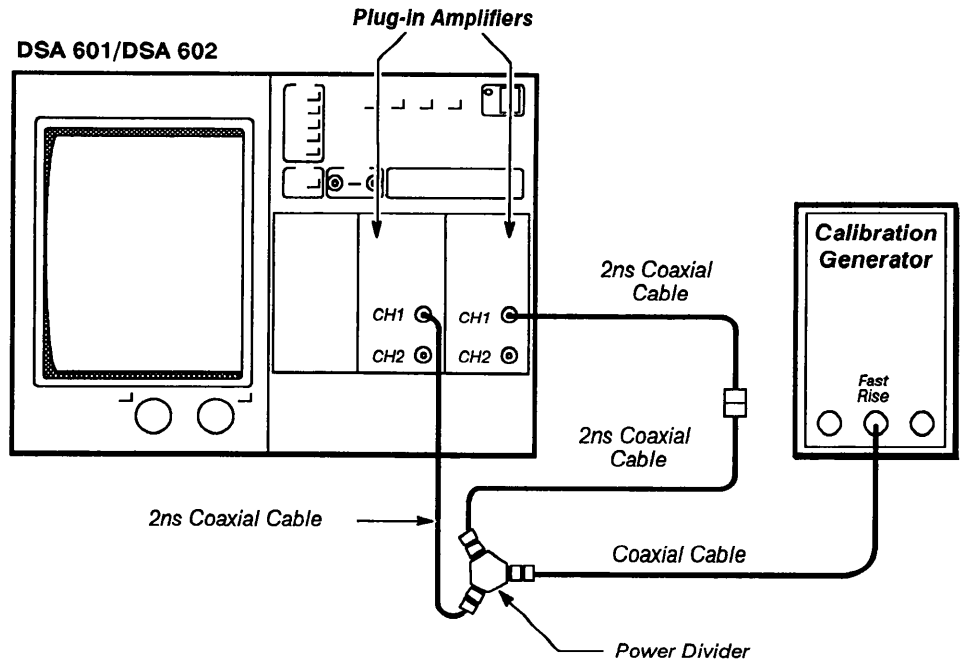 Plug-in Amplifiers
DSA 601/DSA 602
Calibration
Generator
2ns Coaxial
Cable
CH1
CH1
CH2
CH2
Fast
Rise
2ns Coaxial
Cable
2ns Coaxial Cable
Coaxial Cable
Power Divider